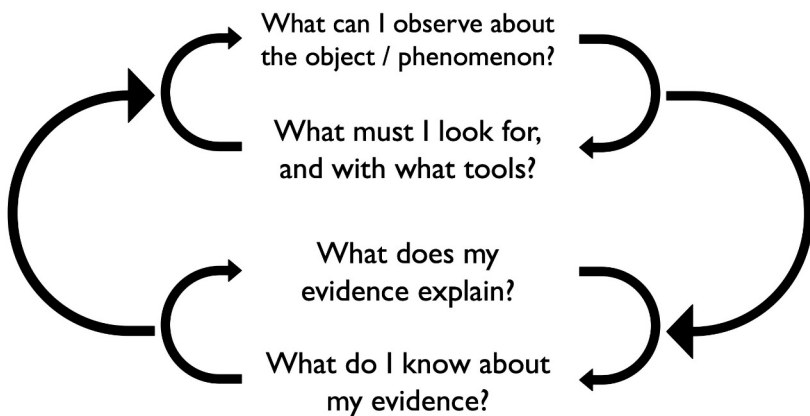 What can I observe about
the object / phenomenon?
What must I look for,
and with what tools?
What does my
evidence explain?
What do I know about
my evidence?